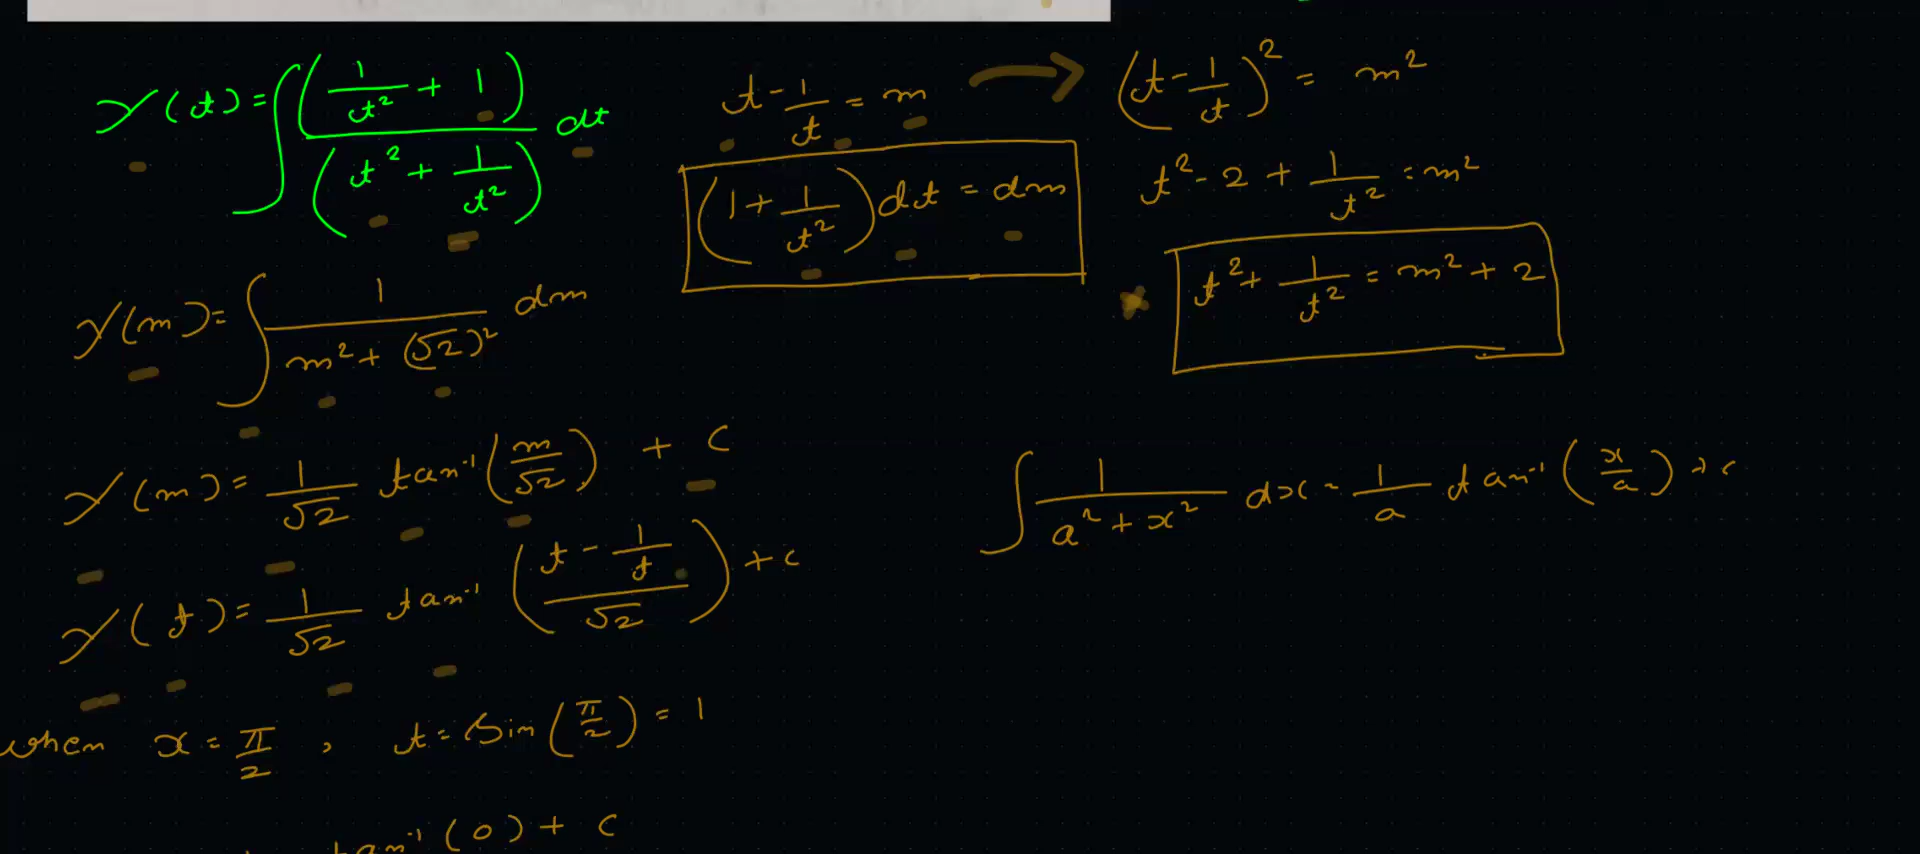 y(t) = ∫ (1/t² + 1) / (t² + 1/t²) dt
t - 1/t = m → (t - 1/t)² = m²
(1 + 1/t²) dt = dm
t² - 2 + 1/t² = m²
t² + 1/t² = m² + 2
y(m) = ∫ 1 / (m² + (√2)²) dm
y(m) = 1/√2 tan⁻¹(m/√2) + C
∫ 1 / (a² + x²) dx = 1/a tan⁻¹(x/a) + c
y(t) = 1/√2 tan⁻¹((t - 1/t)/√2) + c
when x = π/2 , t = sin(π/2) = 1
tan⁻¹(0) + c